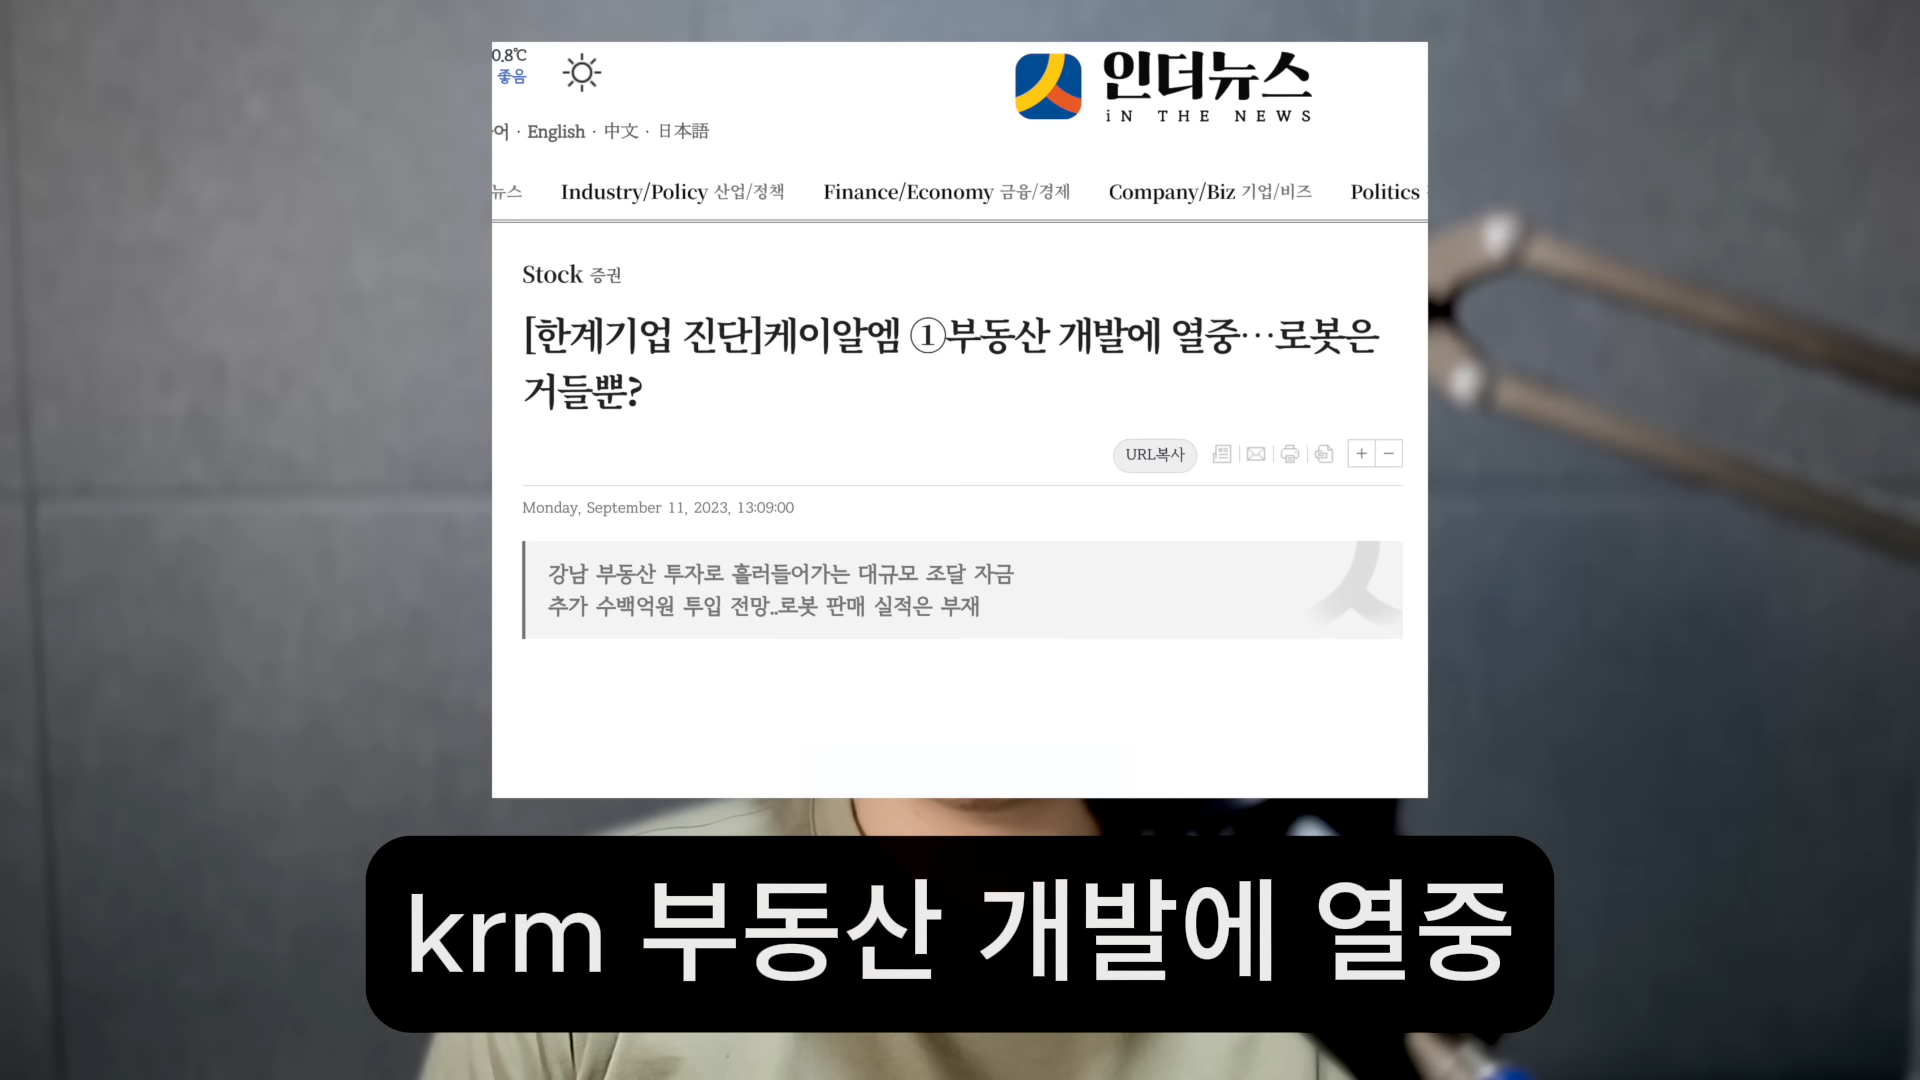 0.8℃
좋음
인더뉴스
iN THE NEWS
어 · English · 中文 · 日本語
뉴스 Industry/Policy 산업/정책 Finance/Economy 금융/경제 Company/Biz 기업/비즈 Politics
Stock 증권
[한계기업 진단]케이알엠 ①부동산 개발에 열중…로봇은
거들뿐?
URL복사
+ −
Monday, September 11, 2023, 13:09:00
강남 부동산 투자로 흘러들어가는 대규모 조달 자금
추가 수백억원 투입 전망..로봇 판매 실적은 부재
krm 부동산 개발에 열중